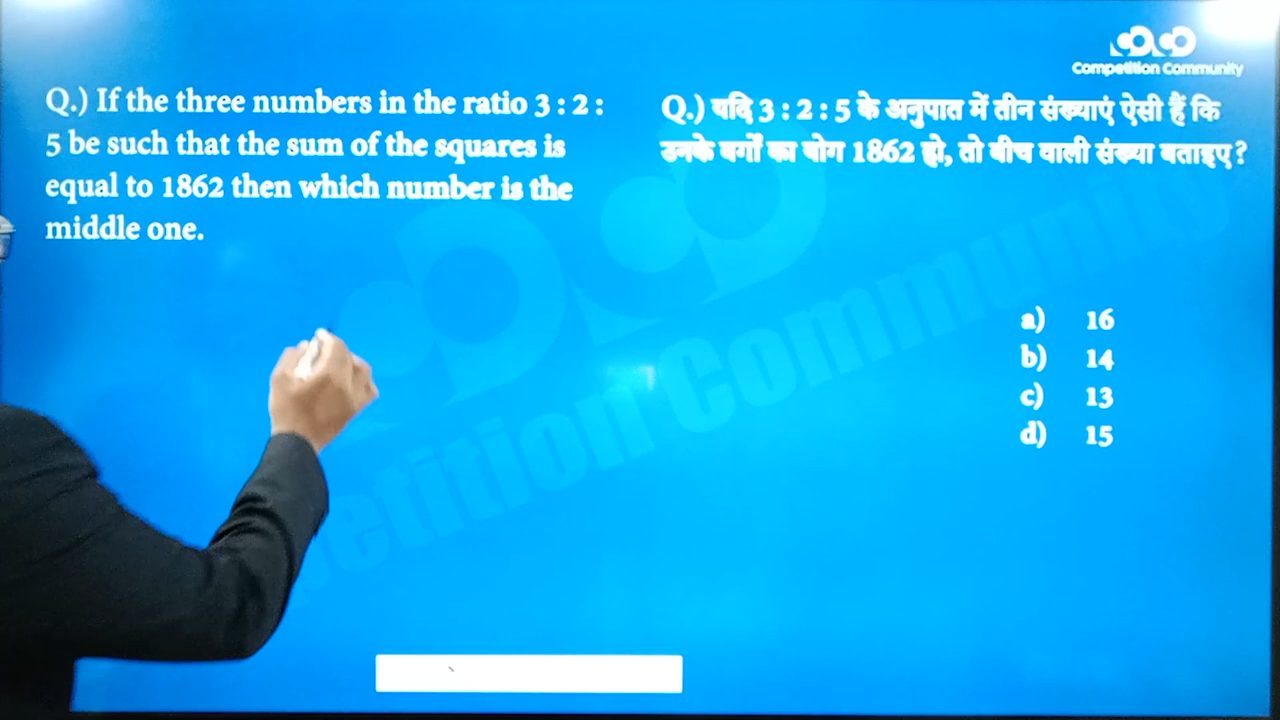 Competition Community
Q.) If the three numbers in the ratio 3 : 2 :
5 be such that the sum of the squares is
equal to 1862 then which number is the
middle one.
Q.) यदि 3 : 2 : 5 के अनुपात में तीन संख्याएं ऐसी हैं कि
उनके वर्गों का योग 1862 हो, तो बीच वाली संख्या बताइए ?
a) 16
b) 14
c) 13
d) 15
petition Community